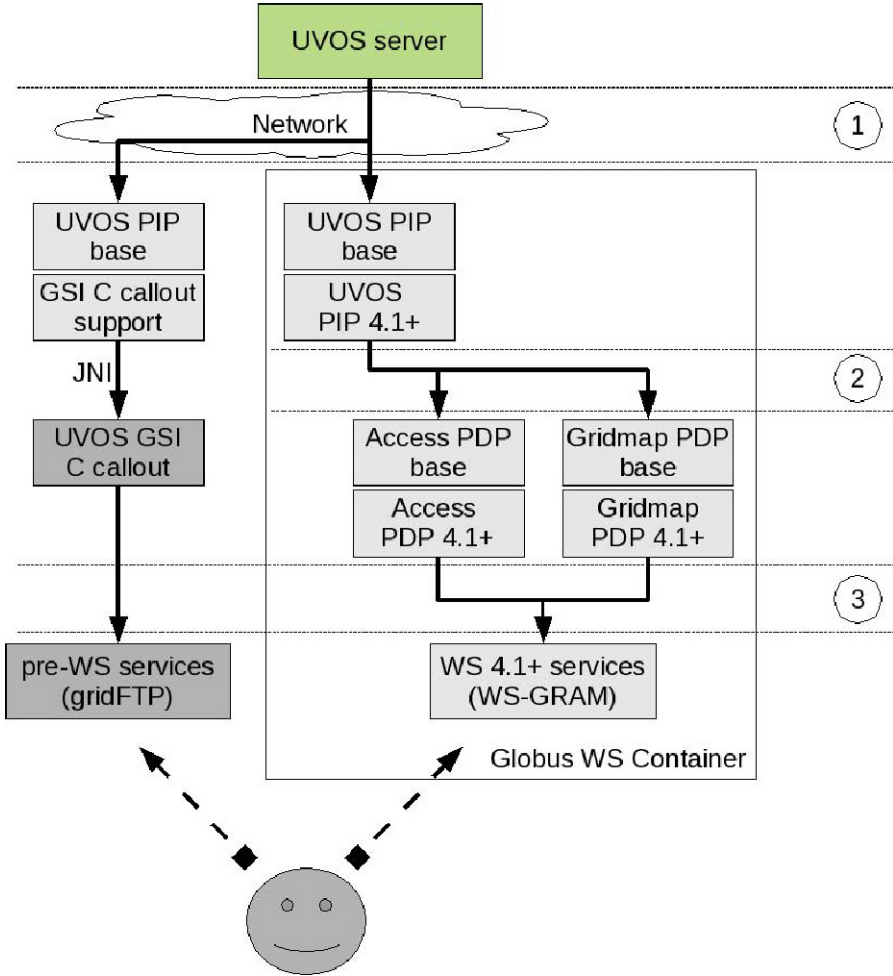 UVOS server
Network
1
UVOS PIP
base
UVOS PIP
base
GSI C callout
support
UVOS
PIP 4.1+
JNI
2
UVOS GSI
C callout
Access PDP
base
Gridmap PDP
base
Access
PDP 4.1+
Gridmap
PDP 4.1+
3
pre-WS services
(gridFTP)
WS 4.1+ services
(WS-GRAM)
Globus WS Container